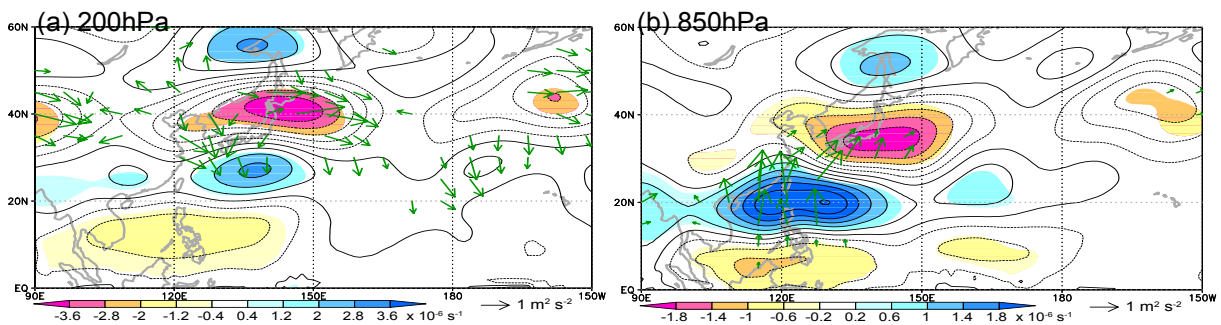 (a) 200hPa
60N
40N
20N
EQ
90E 120E 150E 180 150W
-3.6 -2.8 -2 -1.2 -0.4 0.4 1.2 2 2.8 3.6 x 10⁻⁶ s⁻¹
1 m² s⁻²
(b) 850hPa
60N
40N
20N
EQ
90E 120E 150E 180 150W
-1.8 -1.4 -1 -0.6 -0.2 0.2 0.6 1 1.4 1.8 x 10⁻⁶ s⁻¹
1 m² s⁻²